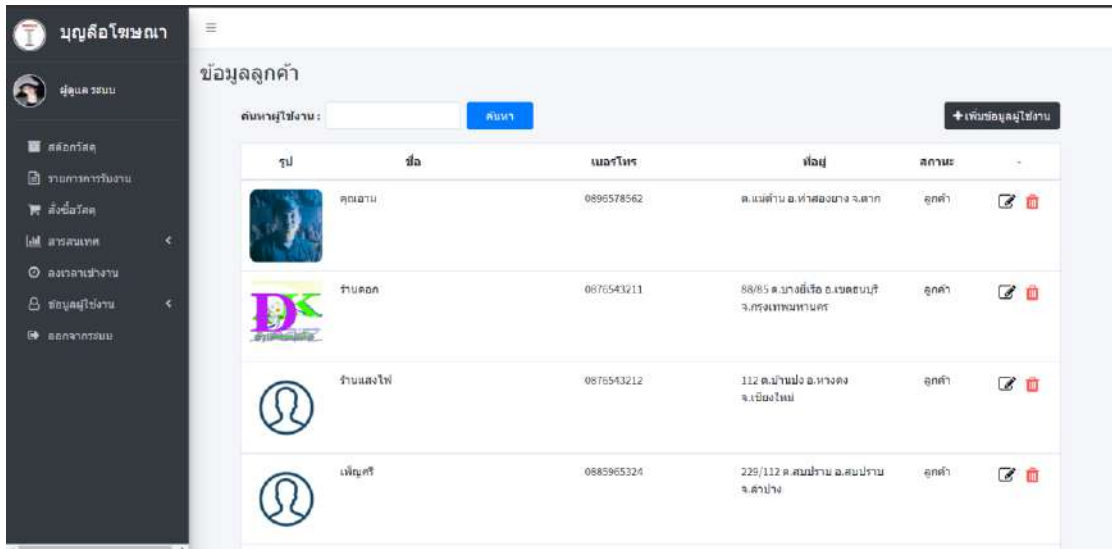 บุญลือโฆษณา
ผู้ดูแลระบบ
สต๊อกวัสดุ
รายการการรับงาน
สั่งซื้อวัสดุ
สารสนเทศ
ลงเวลาเข้างาน
ข้อมูลผู้ใช้งาน
ออกจากระบบ
ข้อมูลลูกค้า
ค้นหาผู้ใช้งาน :
ค้นหา
+เพิ่มข้อมูลผู้ใช้งาน
รูป ชื่อ เบอร์โทร ที่อยู่ สถานะ -
คุณอาม 0896578562 ต.แม่ต้าน อ.ท่าสองยาง จ.ตาก ลูกค้า
DK
ร้านดอก 0876543211 88/85 ต.บางยี่เรือ อ.เขตธนบุรี
จ.กรุงเทพมหานคร ลูกค้า
ร้านแสงไฟ 0876543212 112 ต.บ้านปง อ.หางดง
จ.เชียงใหม่ ลูกค้า
เพ็ญศรี 0885965324 229/112 ต.สบปราบ อ.สบปราบ
จ.ลำปาง ลูกค้า